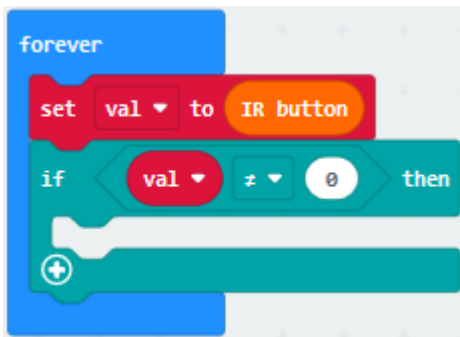 forever
set val to IR button
if val ≠ 0 then